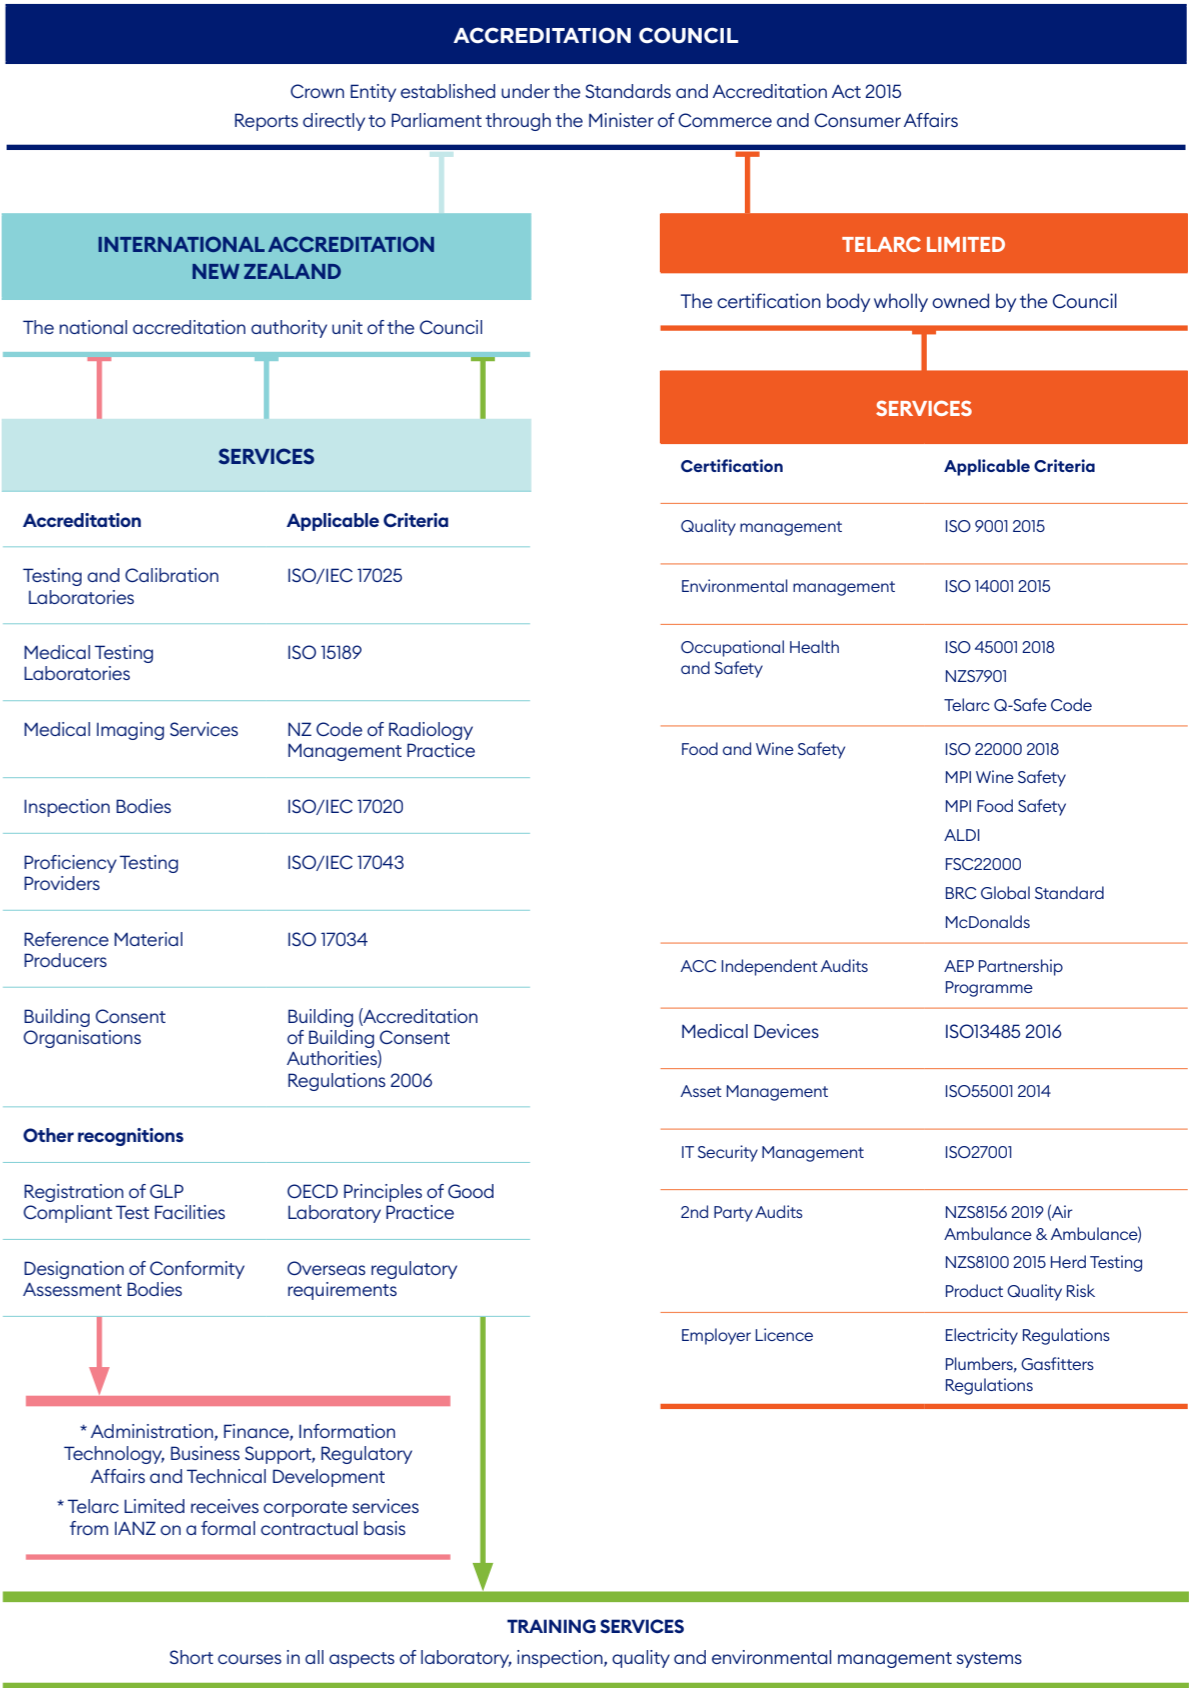 ACCREDITATION COUNCIL
Crown Entity established under the Standards and Accreditation Act 2015
Reports directly to Parliament through the Minister of Commerce and Consumer Affairs
INTERNATIONAL ACCREDITATION
NEW ZEALAND
The national accreditation authority unit of the Council
SERVICES
Accreditation Applicable Criteria
Testing and Calibration ISO/IEC 17025
Laboratories
Medical Testing ISO 15189
Laboratories
Medical Imaging Services NZ Code of Radiology
Management Practice
Inspection Bodies ISO/IEC 17020
Proficiency Testing ISO/IEC 17043
Providers
Reference Material ISO 17034
Producers
Building Consent Building (Accreditation
Organisations of Building Consent
Authorities)
Regulations 2006
Other recognitions
Registration of GLP OECD Principles of Good
Compliant Test Facilities Laboratory Practice
Designation of Conformity Overseas regulatory
Assessment Bodies requirements
* Administration, Finance, Information
Technology, Business Support, Regulatory
Affairs and Technical Development
* Telarc Limited receives corporate services
from IANZ on a formal contractual basis
TELARC LIMITED
The certification body wholly owned by the Council
SERVICES
Certification Applicable Criteria
Quality management ISO 9001 2015
Environmental management ISO 14001 2015
Occupational Health ISO 45001 2018
and Safety NZS7901
Telarc Q-Safe Code
Food and Wine Safety ISO 22000 2018
MPI Wine Safety
MPI Food Safety
ALDI
FSC22000
BRC Global Standard
McDonalds
ACC Independent Audits AEP Partnership
Programme
Medical Devices ISO13485 2016
Asset Management ISO55001 2014
IT Security Management ISO27001
2nd Party Audits NZS8156 2019 (Air
Ambulance & Ambulance)
NZS8100 2015 Herd Testing
Product Quality Risk
Employer Licence Electricity Regulations
Plumbers, Gasfitters
Regulations
TRAINING SERVICES
Short courses in all aspects of laboratory, inspection, quality and environmental management systems